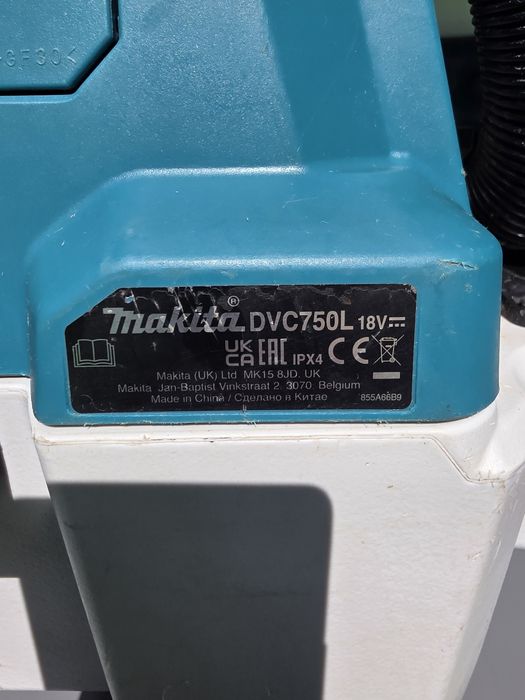 >GF30<
makita® DVC750L 18V
UK
CA EAC IPX4 CE
Makita (UK) Ltd MK15 8JD. UK
Makita Jan-Baptist Vinkstraat 2. 3070. Belgium
Made in China / Сделано в Китае
855A66B9